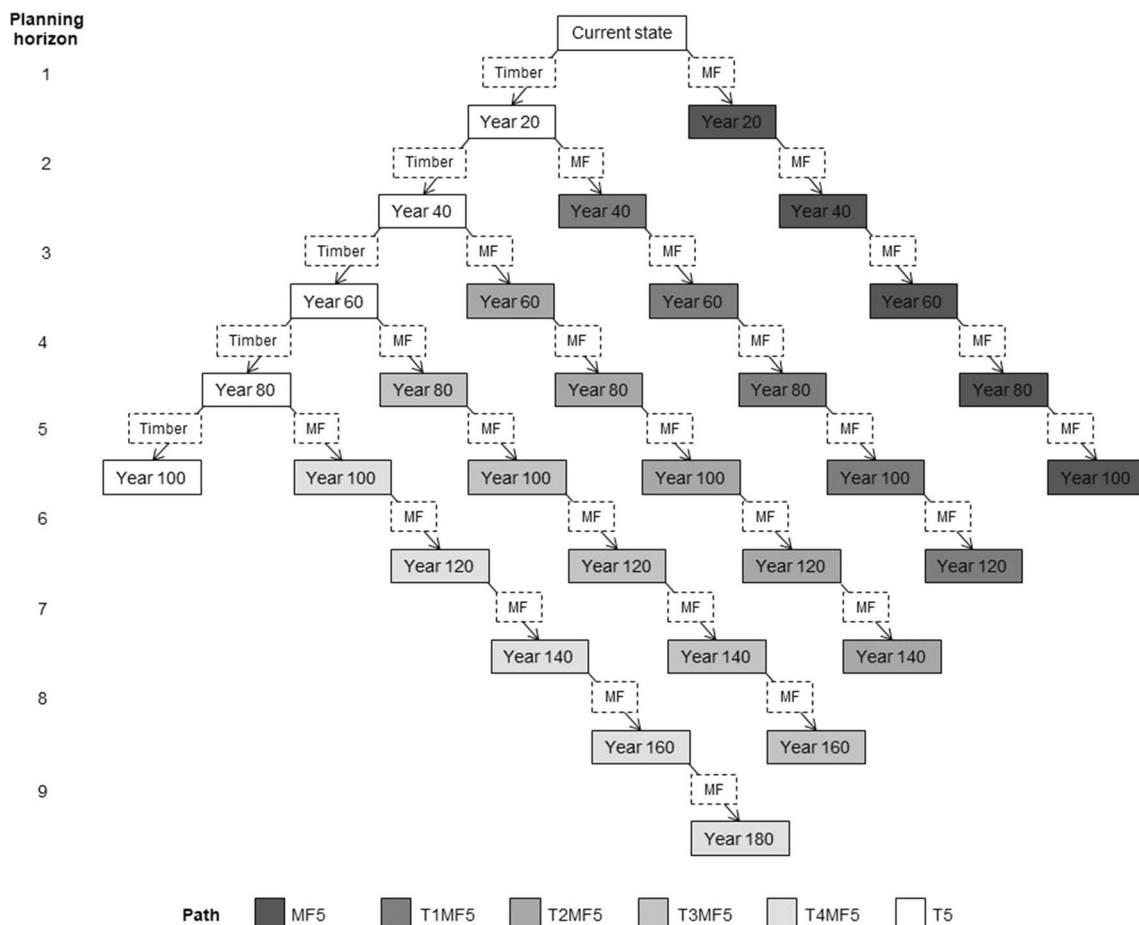 Planning
horizon
Current state
1
Timber
MF
Year 20
Year 20
2
Timber
MF
MF
Year 40
Year 40
Year 40
3
Timber
MF
MF
MF
Year 60
Year 60
Year 60
Year 60
4
Timber
MF
MF
MF
MF
Year 80
Year 80
Year 80
Year 80
Year 80
5
Timber
MF
MF
MF
MF
MF
Year 100
Year 100
Year 100
Year 100
Year 100
Year 100
6
MF
MF
MF
MF
Year 120
Year 120
Year 120
Year 120
7
MF
MF
MF
Year 140
Year 140
Year 140
8
MF
MF
Year 160
Year 160
9
MF
Year 180
Path
MF5
T1MF5
T2MF5
T3MF5
T4MF5
T5